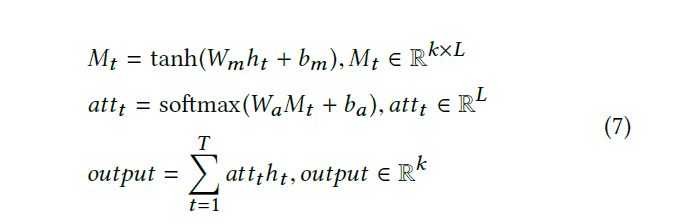 M_t = tanh(W_m h_t + b_m), M_t ∈ ℝ^{k×L}
att_t = softmax(W_a M_t + b_a), att_t ∈ ℝ^L
output = ∑_{t=1}^{T} att_t h_t, output ∈ ℝ^k
(7)